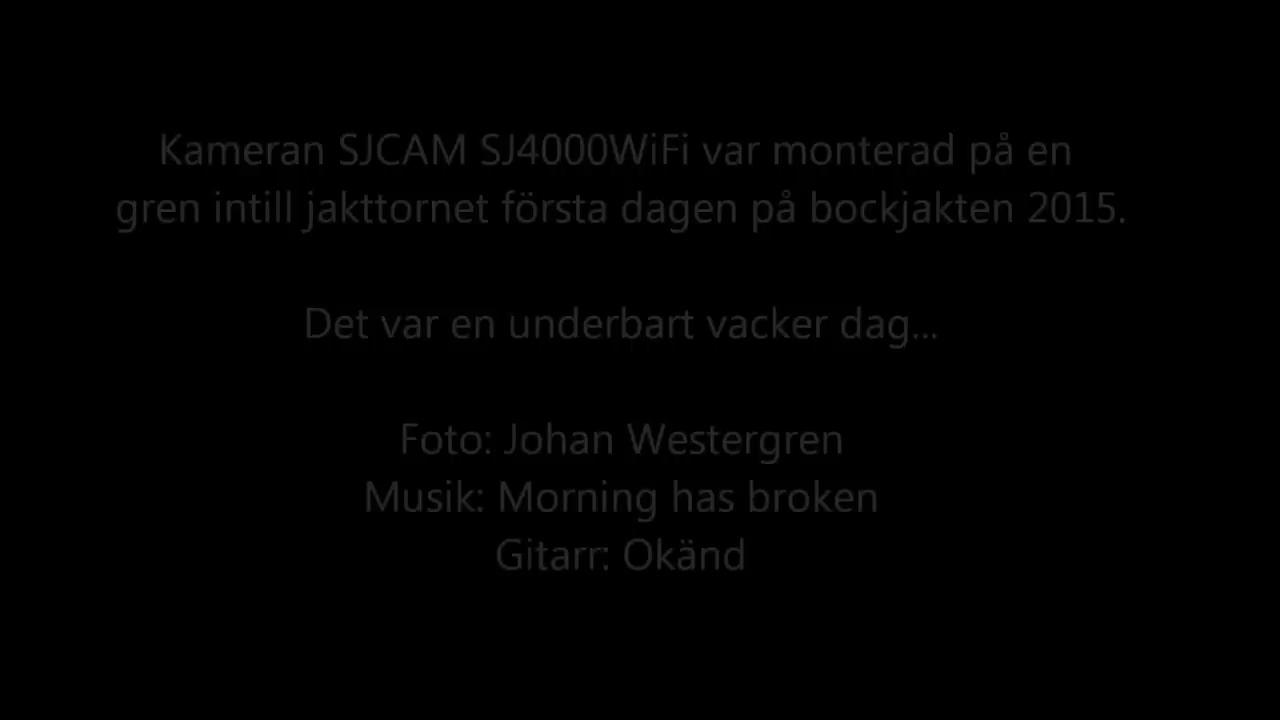 Kameran SJCAM SJ4000WiFi var monterad på en
gren intill jakttornet första dagen på bockjakten 2015.
Det var en underbart vacker dag...
Foto: Johan Westergren
Musik: Morning has broken
Gitarr: Okänd